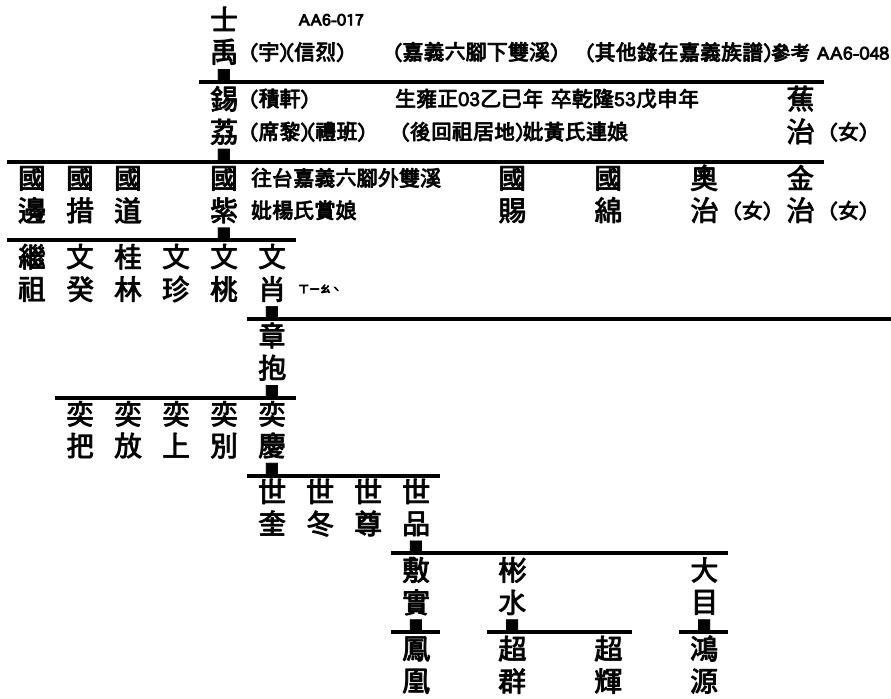 士 AA6-017
禹 (宇)(信烈) (嘉義六腳下雙溪) (其他錄在嘉義族譜)參考 AA6-048
錫 (積軒) 生雍正03乙已年 卒乾隆53戊申年 蕉
荔 (席黎)(禮班) (後回祖居地)妣黃氏連娘 治 (女)
國 國 國 國 往台嘉義六腳外雙溪 國 國 奧 金
邊 措 道 紫 妣楊氏賞娘 賜 綿 治 (女) 治 (女)
繼 文 桂 文 文 文
祖 癸 林 珍 桃 肖 ㄒㄧㄠˋ
章
抱
奕 奕 奕 奕 奕
把 放 上 別 慶
世 世 世 世
奎 冬 尊 品
敷 彬 大
實 水 目
鳳 超 超 鴻
凰 群 輝 源